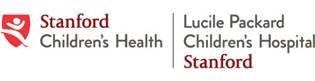 Stanford
Children's Health
Lucile Packard
Children's Hospital
Stanford